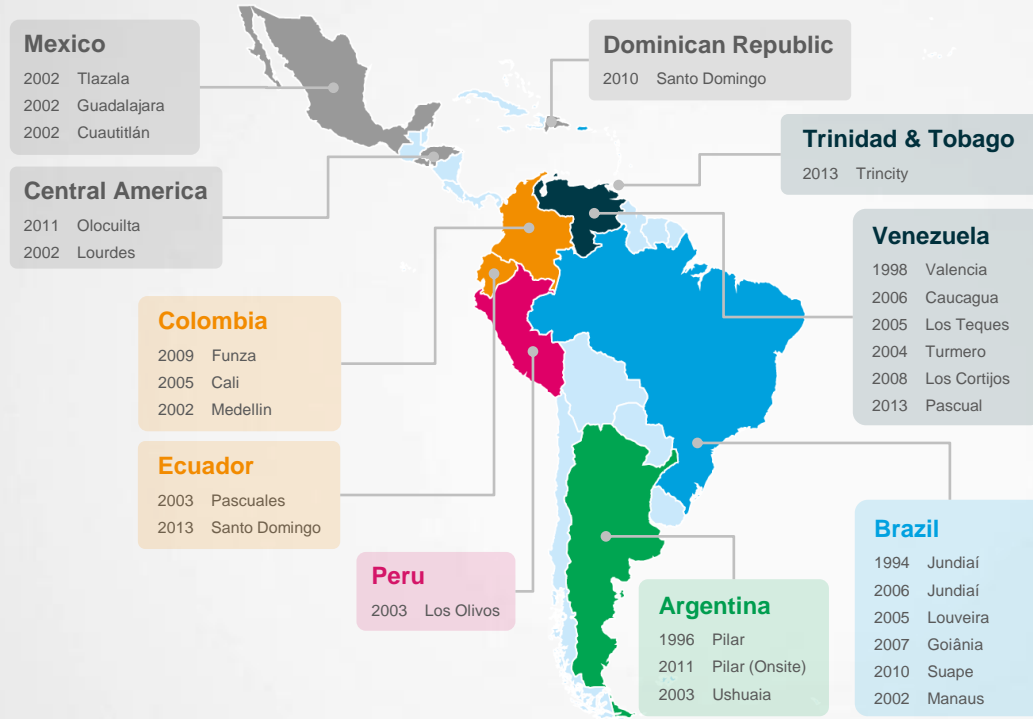 Mexico
2002 Tlazala
2002 Guadalajara
2002 Cuautitlán
Dominican Republic
2010 Santo Domingo
Trinidad & Tobago
2013 Trincity
Central America
2011 Olocuilta
2002 Lourdes
Venezuela
1998 Valencia
2006 Caucagua
2005 Los Teques
2004 Turmero
2008 Los Cortijos
2013 Pascual
Colombia
2009 Funza
2005 Cali
2002 Medellin
Ecuador
2003 Pascuales
2013 Santo Domingo
Peru
2003 Los Olivos
Argentina
1996 Pilar
2011 Pilar (Onsite)
2003 Ushuaia
Brazil
1994 Jundiaí
2006 Jundiaí
2005 Louveira
2007 Goiânia
2010 Suape
2002 Manaus